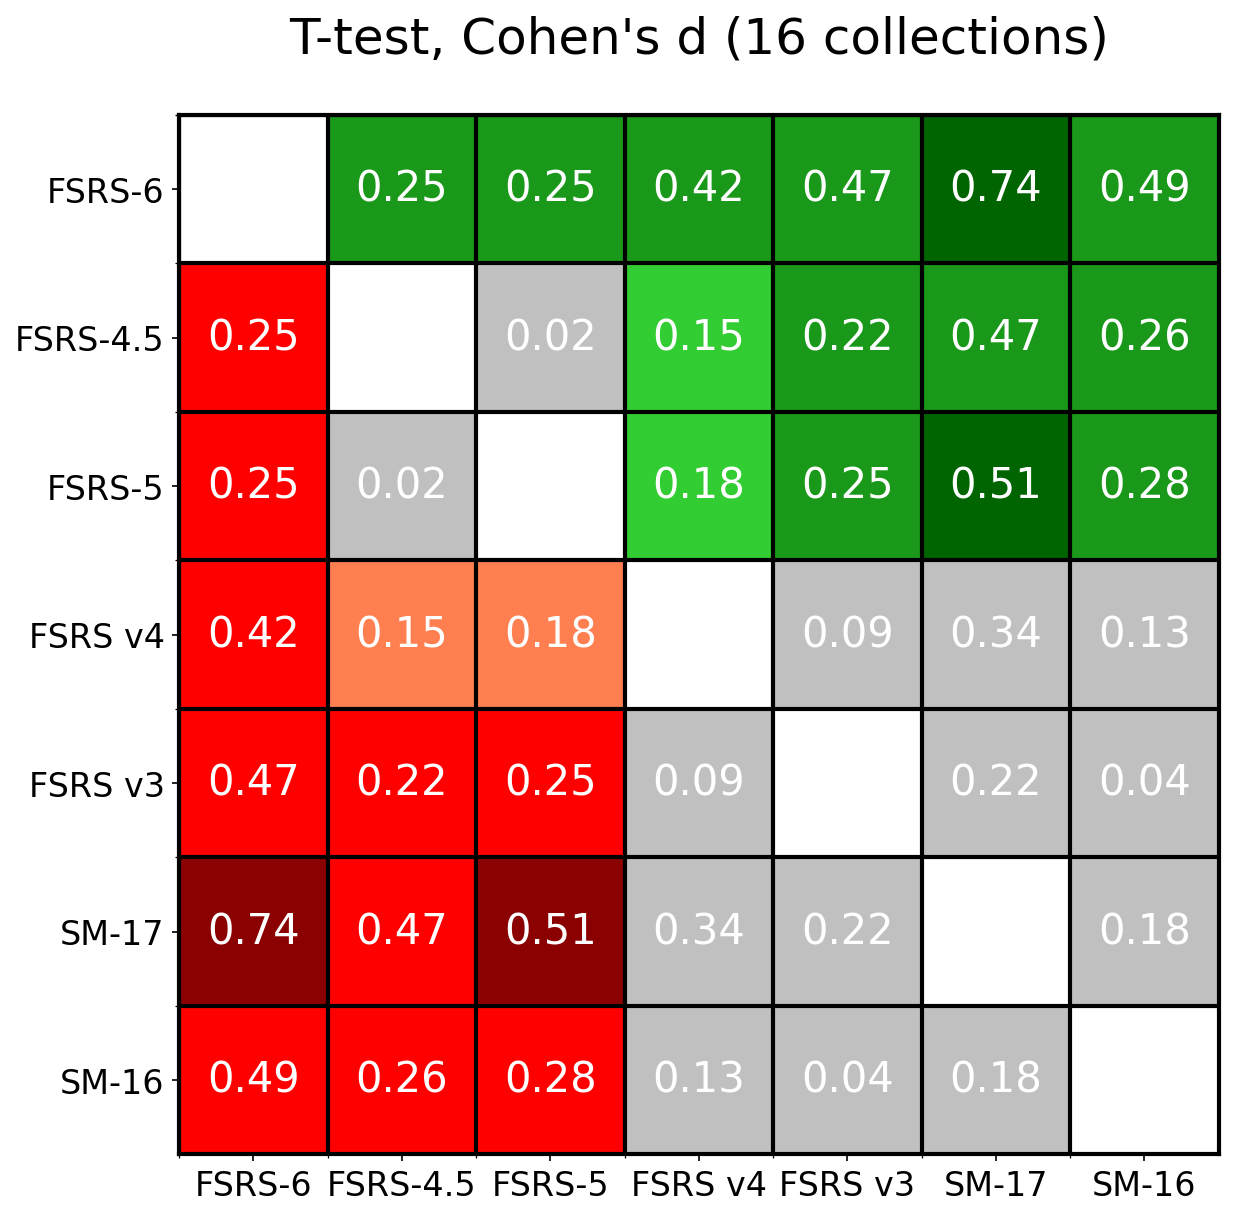 T-test, Cohen's d (16 collections)
FSRS-6 0.25 0.25 0.42 0.47 0.74 0.49
FSRS-4.5 0.25 0.02 0.15 0.22 0.47 0.26
FSRS-5 0.25 0.02 0.18 0.25 0.51 0.28
FSRS v4 0.42 0.15 0.18 0.09 0.34 0.13
FSRS v3 0.47 0.22 0.25 0.09 0.22 0.04
SM-17 0.74 0.47 0.51 0.34 0.22 0.18
SM-16 0.49 0.26 0.28 0.13 0.04 0.18
FSRS-6 FSRS-4.5 FSRS-5 FSRS v4 FSRS v3 SM-17 SM-16